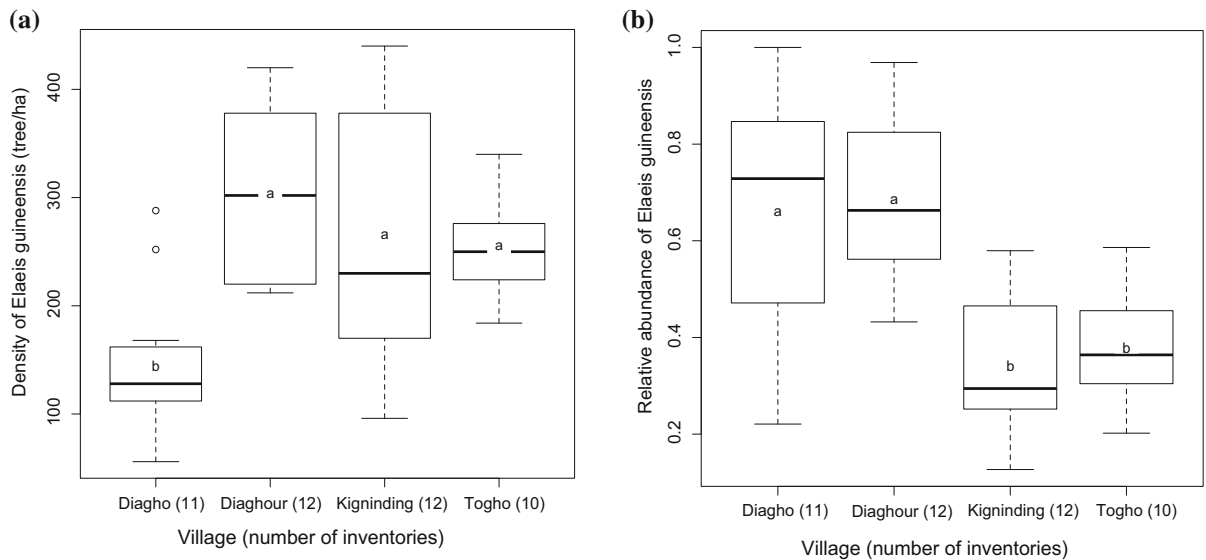 (a)
Density of Elaeis guineensis (tree/ha)
400
300
200
100
a
a
a
b
Diagho (11) Diaghour (12) Kigninding (12) Togho (10)
Village (number of inventories)
(b)
Relative abundance of Elaeis guineensis
1.0
0.8
0.6
0.4
0.2
a
a
b
b
Diagho (11) Diaghour (12) Kigninding (12) Togho (10)
Village (number of inventories)